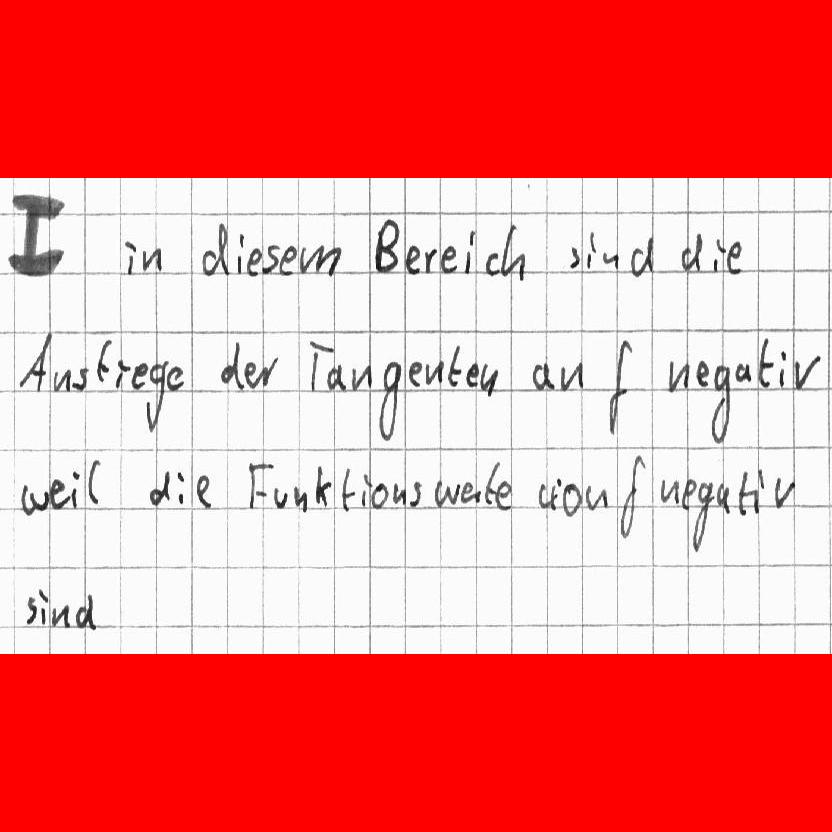 I in diesem Bereich sind die
Anstiege der Tangenten an f negativ
weil die Funktionswerte von f negativ
sind